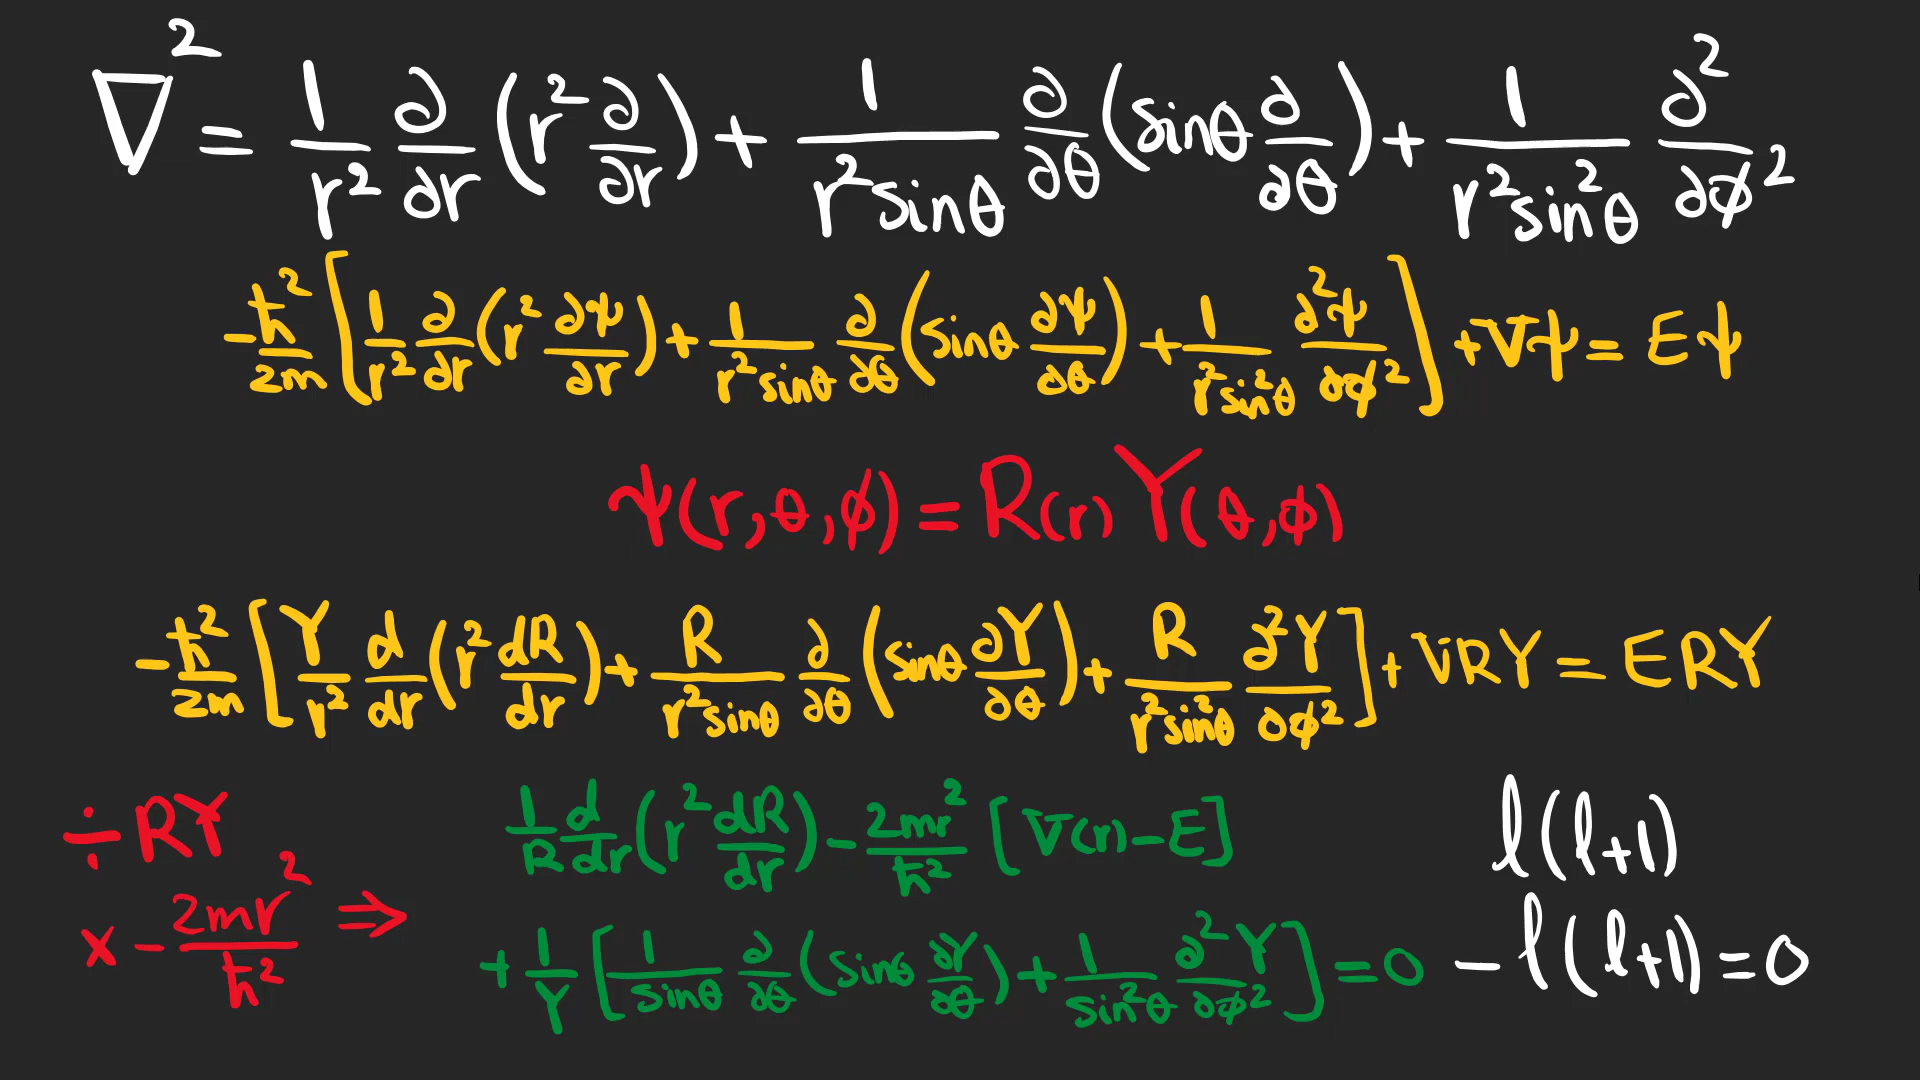 ∇² = 1/r² ∂/∂r (r² ∂/∂r) + 1/(r² sinθ) ∂/∂θ (sinθ ∂/∂θ) + 1/(r² sin²θ) ∂²/∂φ²
-ħ²/2m [1/r² ∂/∂r (r² ∂ψ/∂r) + 1/(r² sinθ) ∂/∂θ (sinθ ∂ψ/∂θ) + 1/(r² sin²θ) ∂²ψ/∂φ²] + Vψ = Eψ
ψ(r,θ,φ) = R(r) Y(θ,φ)
-ħ²/2m [Y/r² d/dr (r² dR/dr) + R/(r² sinθ) ∂/∂θ (sinθ ∂Y/∂θ) + R/(r² sin²θ) ∂²Y/∂φ²] + VRY = ERY
÷ RY
x - 2mr²/ħ² ⇒
1/R d/dr (r² dR/dr) - 2mr²/ħ² [V(r) - E]
+ 1/Y [1/sinθ ∂/∂θ (sinθ ∂Y/∂θ) + 1/sin²θ ∂²Y/∂φ²] = 0
l(l+1)
- l(l+1) = 0